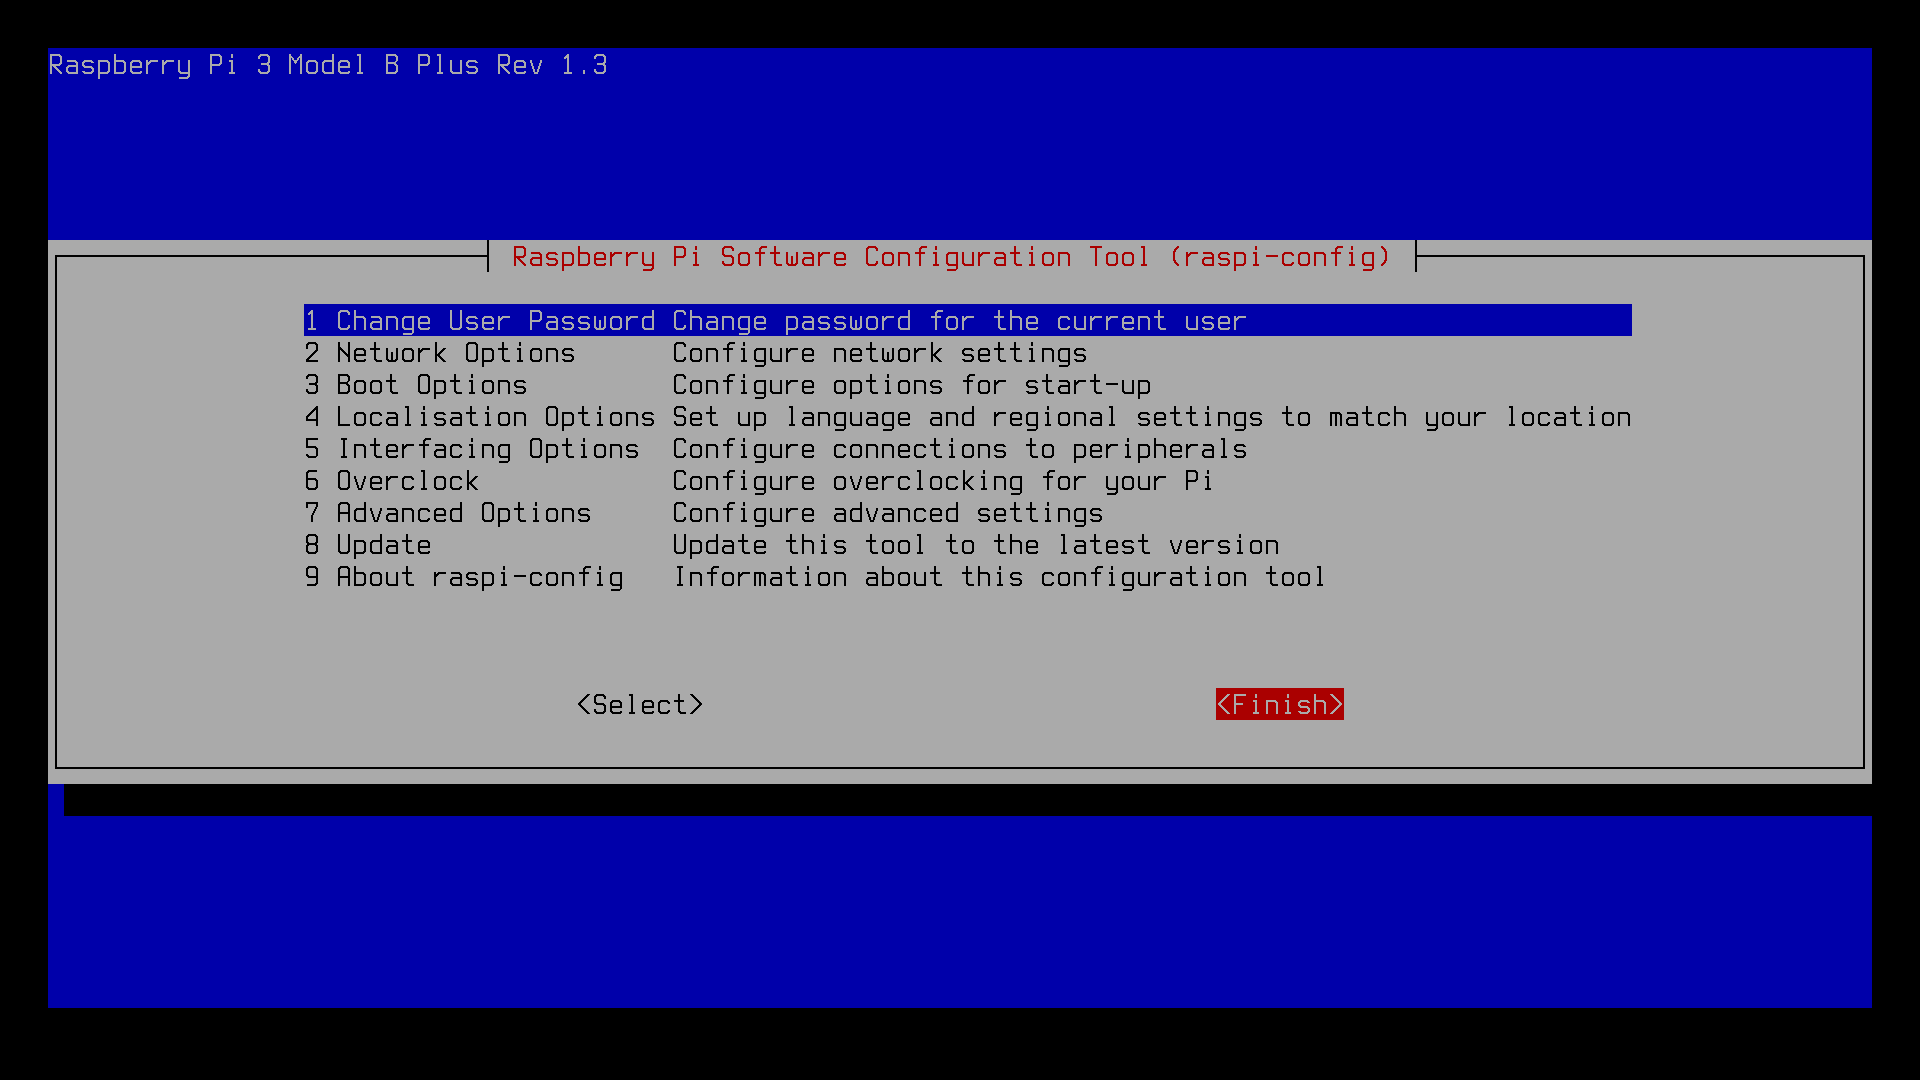 Raspberry Pi 3 Model B Plus Rev 1.3
Raspberry Pi Software Configuration Tool (raspi-config)
1 Change User Password Change password for the current user
2 Network Options Configure network settings
3 Boot Options Configure options for start-up
4 Localisation Options Set up language and regional settings to match your location
5 Interfacing Options Configure connections to peripherals
6 Overclock Configure overclocking for your Pi
7 Advanced Options Configure advanced settings
8 Update Update this tool to the latest version
9 About raspi-config Information about this configuration tool
<Select> <Finish>